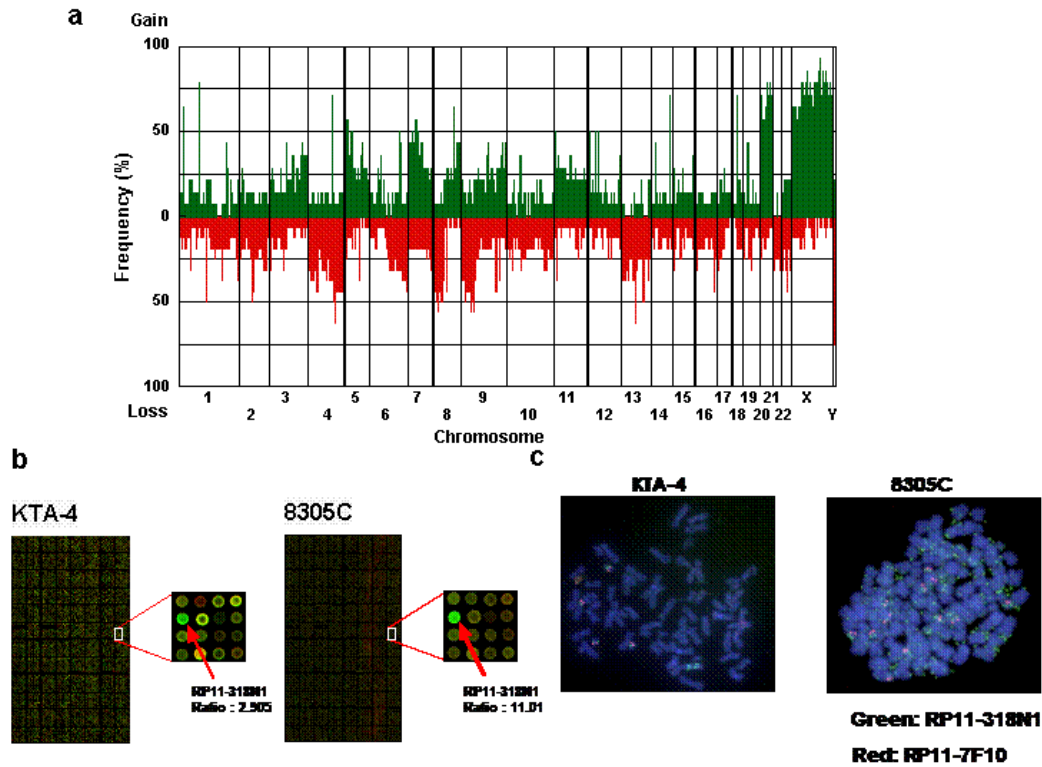 a
Gain
100
50
0
50
100
Frequency (%)
Loss
1 2 3 4 5 6 7 8 9 10 11 12 13 14 15 16 17 18 19 20 21 22 X Y
Chromosome
b
KTA-4
8305C
RP11-318N1
Ratio : 2.905
RP11-318N1
Ratio : 11.01
c
KTA-4
8305C
Green: RP11-318N1
Red: RP11-7F10